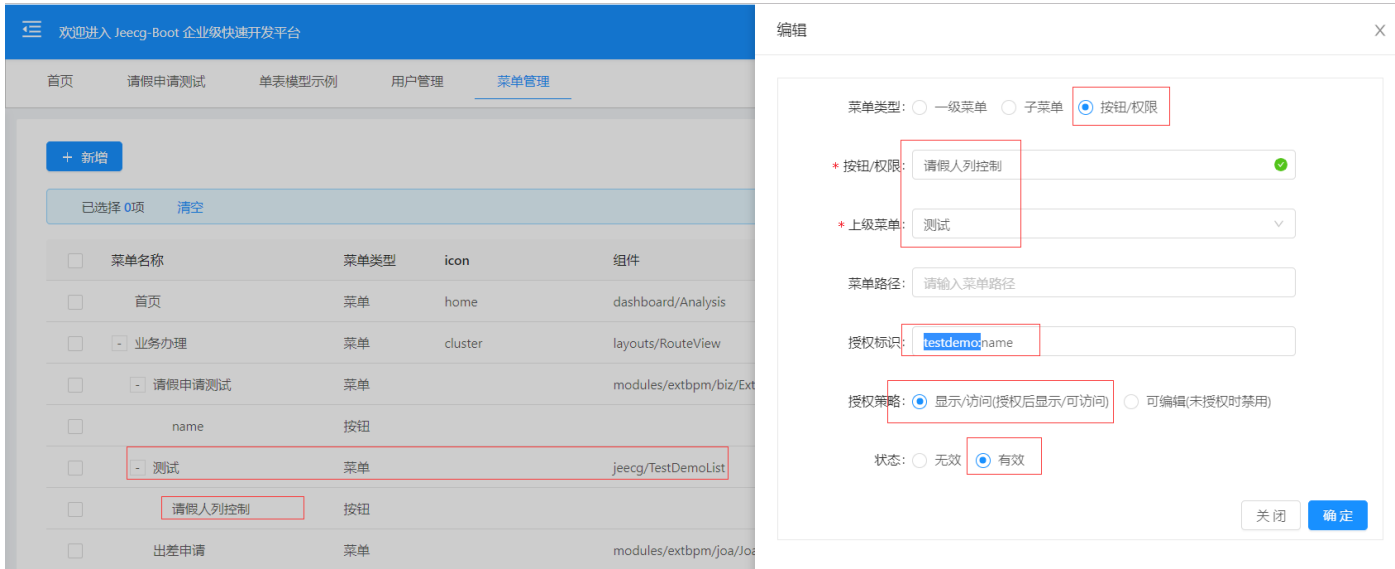 欢迎进入 Jeecg-Boot 企业级快速开发平台
首页 请假申请测试 单表模型示例 用户管理 菜单管理
+ 新增
已选择 0项 清空
菜单名称 菜单类型 icon 组件
首页 菜单 home dashboard/Analysis
- 业务办理 菜单 cluster layouts/RouteView
- 请假申请测试 菜单 modules/extbpm/biz/Ext
name 按钮
- 测试 菜单 jeecg/TestDemoList
请假人列控制 按钮
出差申请 菜单 modules/extbpm/joa/Joa
编辑 X
菜单类型: 一级菜单 子菜单 按钮/权限
* 按钮/权限: 请假人列控制
* 上级菜单: 测试
菜单路径: 请输入菜单路径
授权标识: testdemo:name
授权策略: 显示/访问(授权后显示/可访问) 可编辑(未授权时禁用)
状态: 无效 有效
关闭 确定